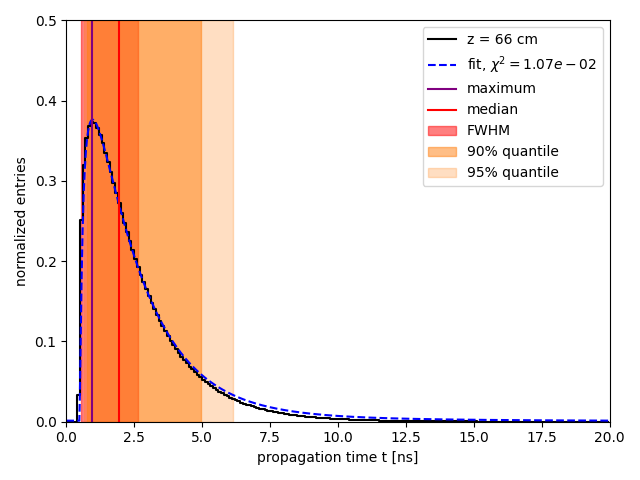 0.5
0.4
0.3
0.2
0.1
0.0
normalized entries
0.0 2.5 5.0 7.5 10.0 12.5 15.0 17.5 20.0
propagation time t [ns]
z = 66 cm
fit, χ² = 1.07e − 02
maximum
median
FWHM
90% quantile
95% quantile